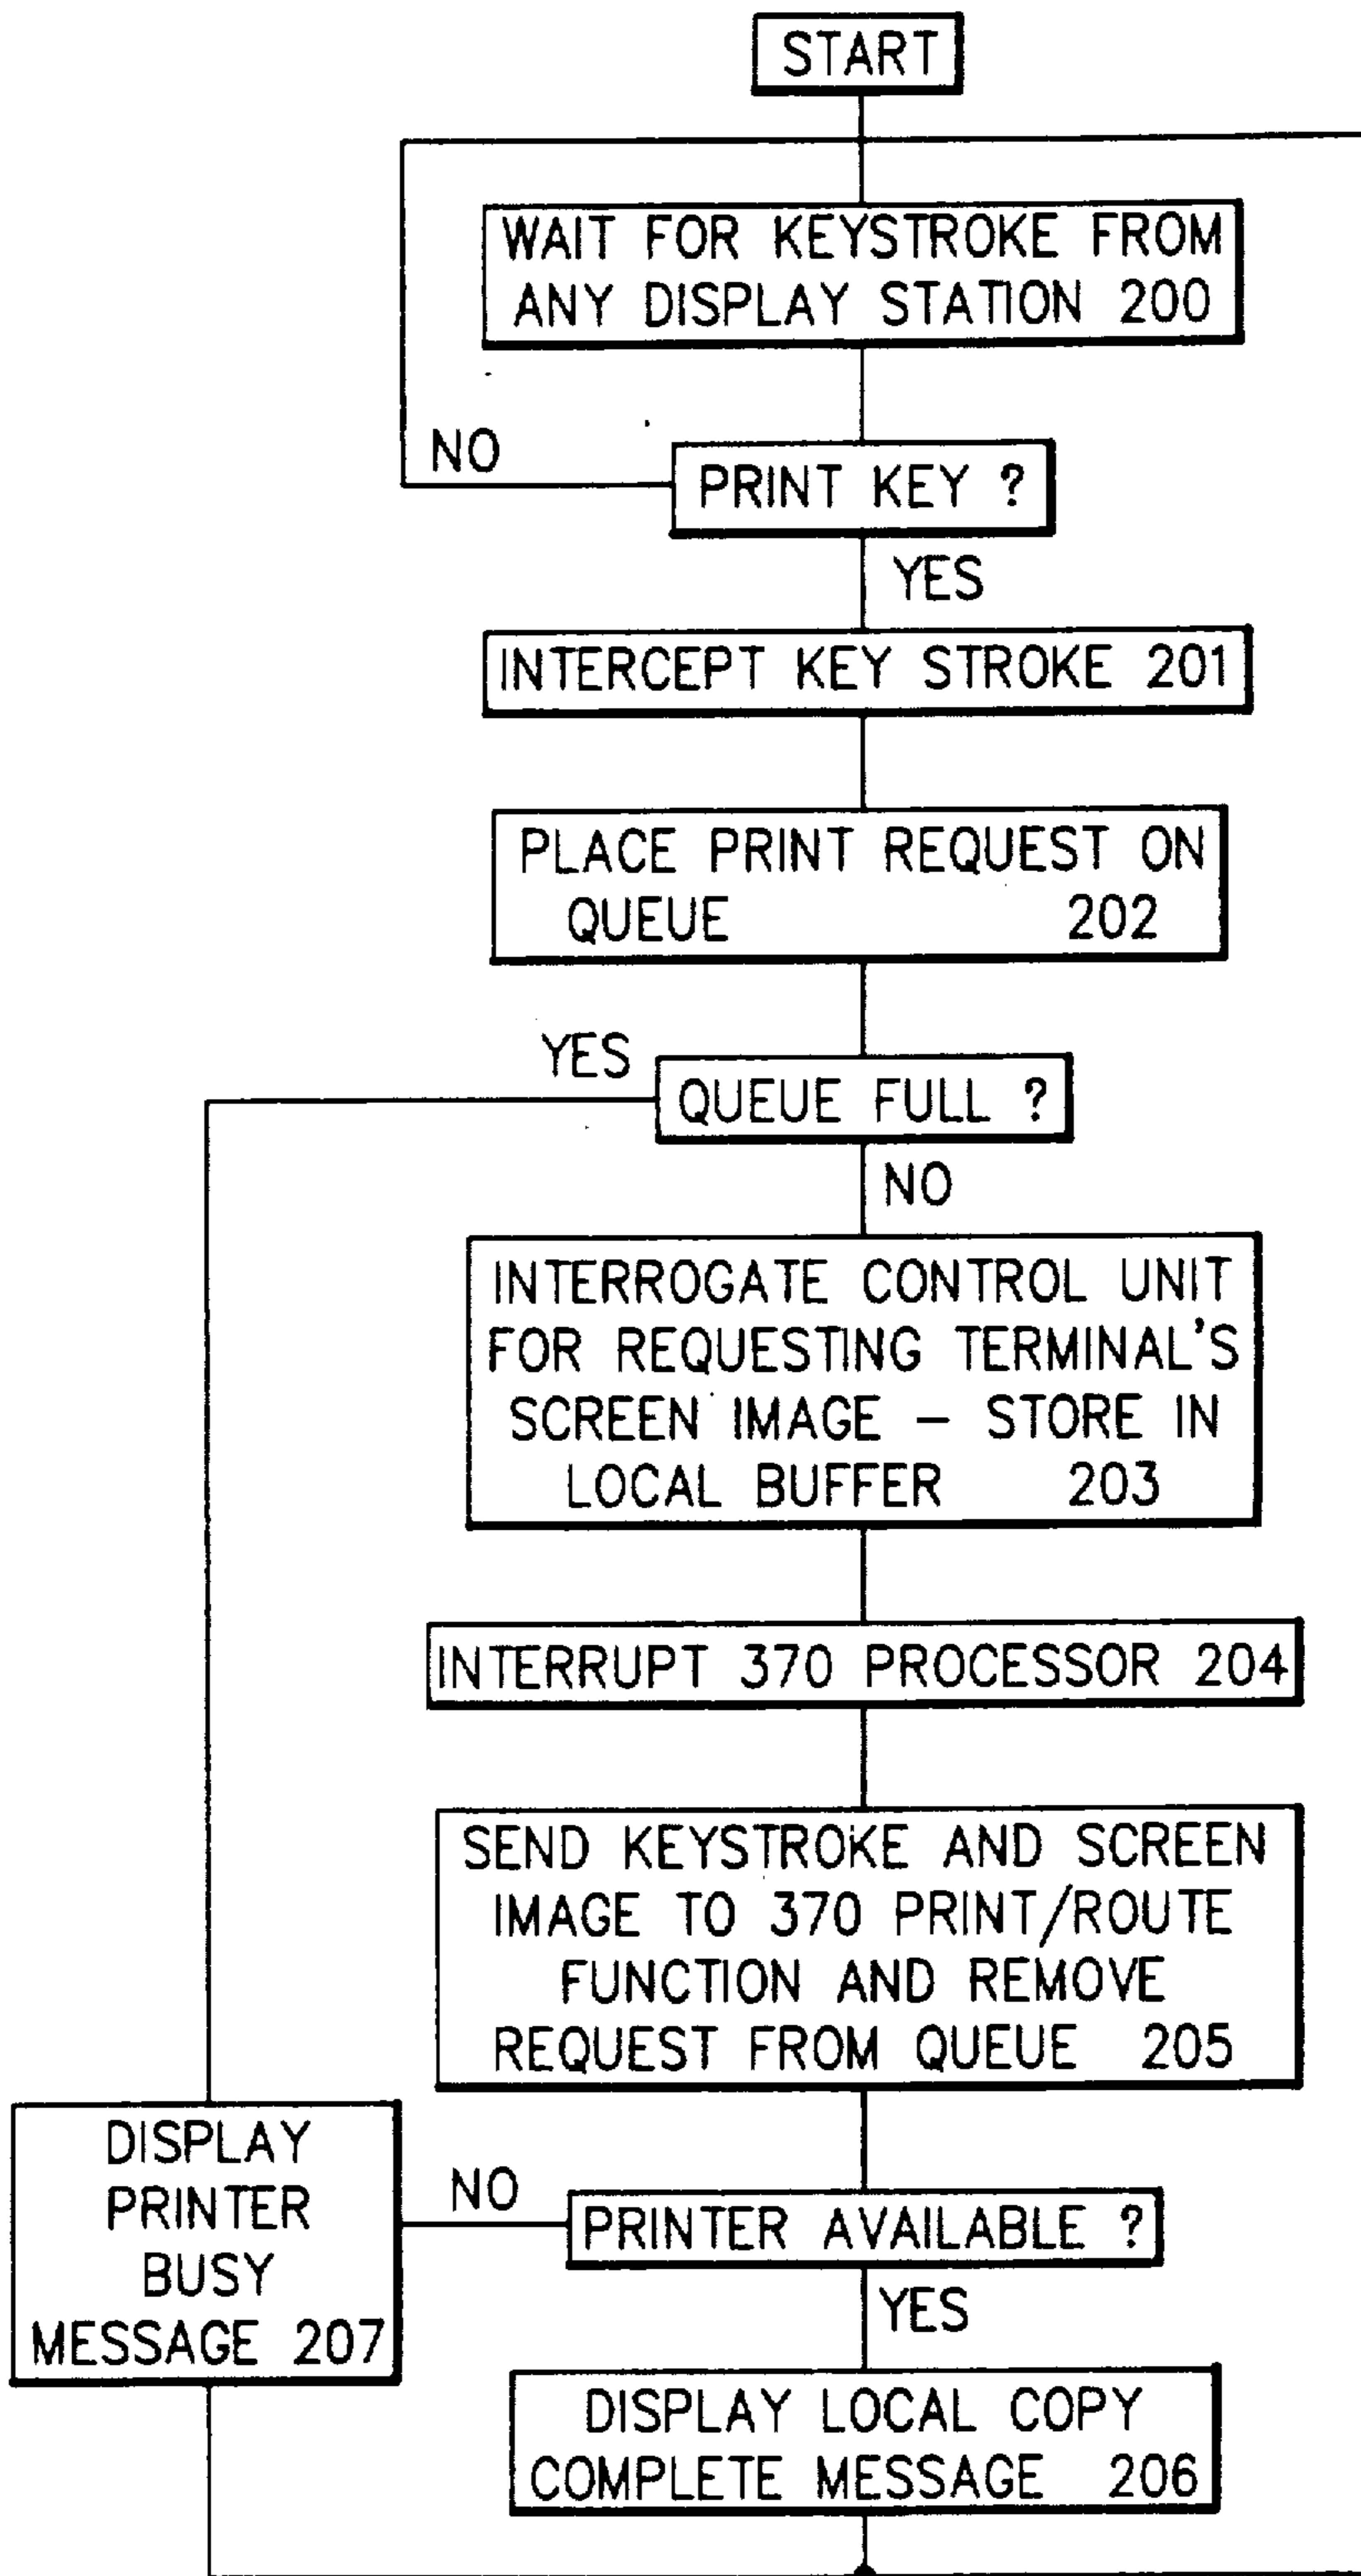 START
WAIT FOR KEYSTROKE FROM
ANY DISPLAY STATION 200
NO
PRINT KEY ?
YES
INTERCEPT KEY STROKE 201
PLACE PRINT REQUEST ON
QUEUE 202
YES
QUEUE FULL ?
NO
INTERROGATE CONTROL UNIT
FOR REQUESTING TERMINAL'S
SCREEN IMAGE – STORE IN
LOCAL BUFFER 203
INTERRUPT 370 PROCESSOR 204
SEND KEYSTROKE AND SCREEN
IMAGE TO 370 PRINT/ROUTE
FUNCTION AND REMOVE
REQUEST FROM QUEUE 205
DISPLAY
PRINTER
BUSY
MESSAGE 207
NO
PRINTER AVAILABLE ?
YES
DISPLAY LOCAL COPY
COMPLETE MESSAGE 206